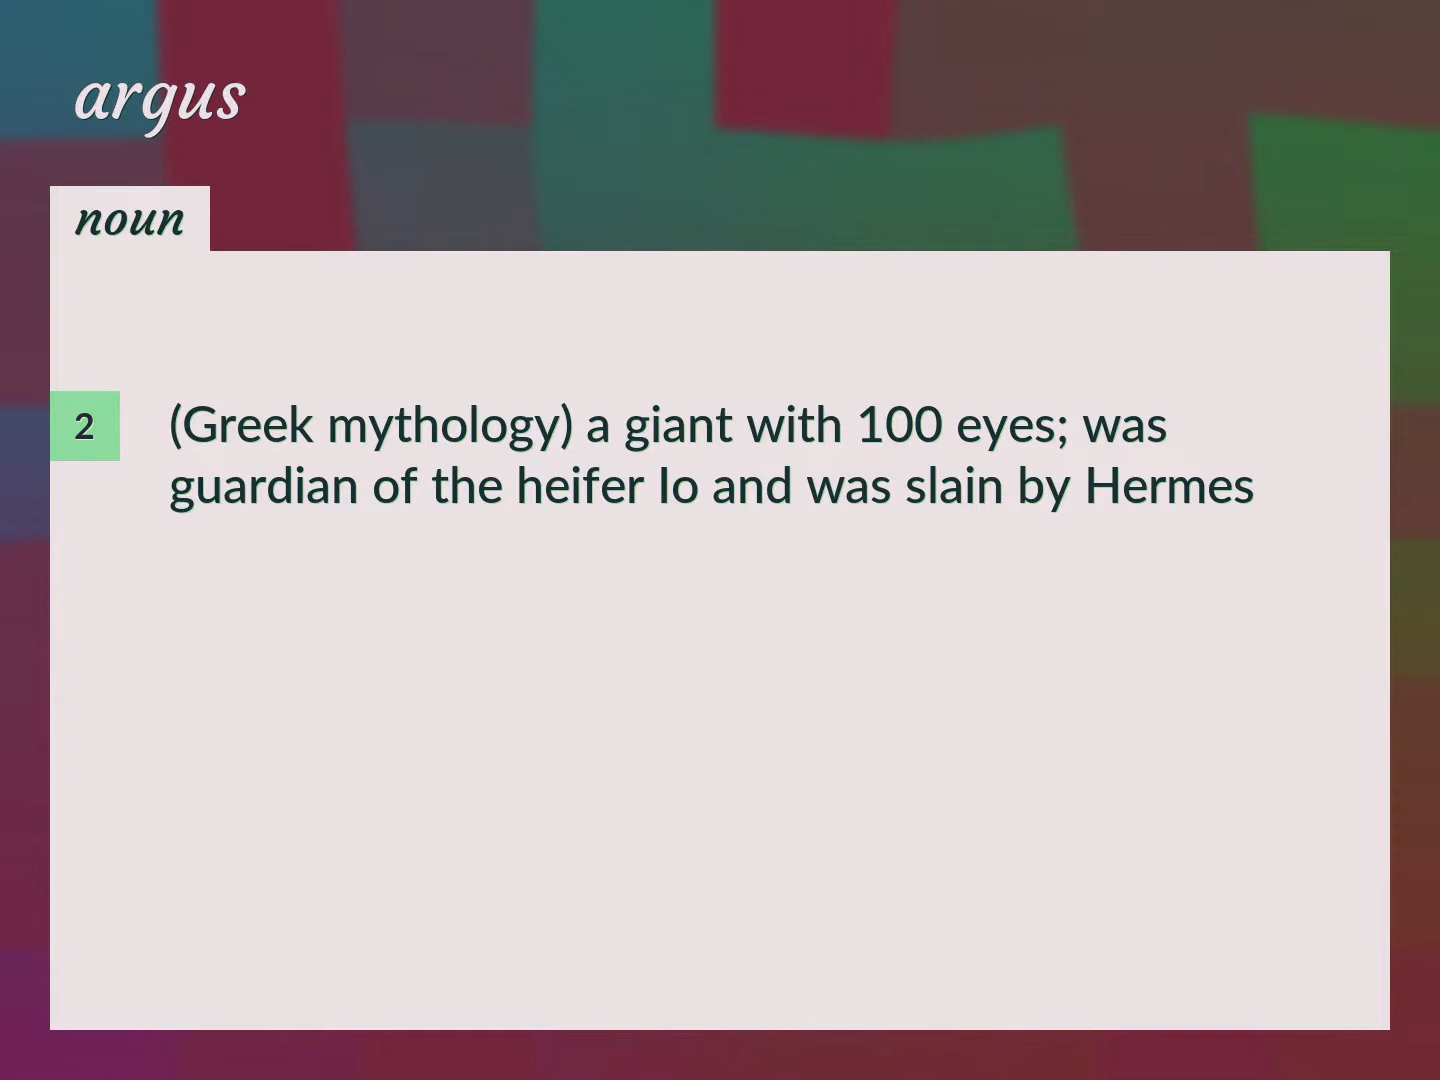 argus
noun
2
(Greek mythology) a giant with 100 eyes; was
guardian of the heifer Io and was slain by Hermes